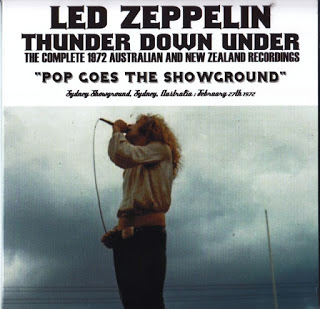 LED ZEPPELIN
THUNDER DOWN UNDER
THE COMPLETE 1972 AUSTRALIAN AND NEW ZEALAND RECORDINGS
"POP GOES THE SHOWGROUND"
Sydney Showground, Sydney, Australia : February 27th 1972